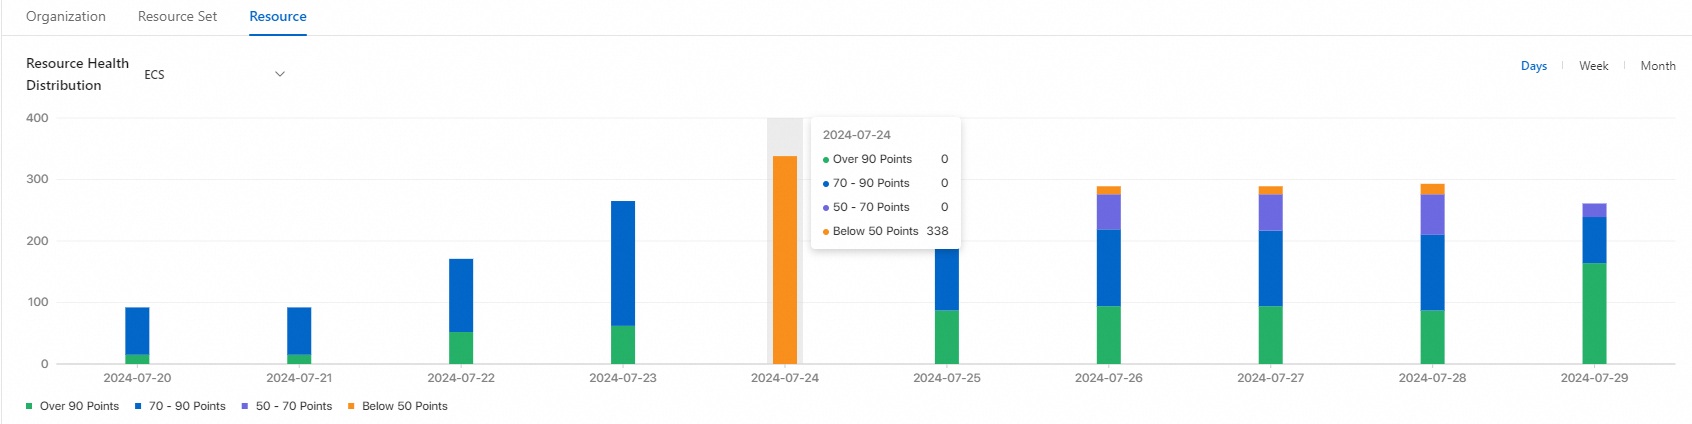 Organization Resource Set Resource
Resource Health
Distribution
ECS
Days Week Month
400
300
200
100
0
2024-07-24
Over 90 Points 0
70 - 90 Points 0
50 - 70 Points 0
Below 50 Points 338
2024-07-20 2024-07-21 2024-07-22 2024-07-23 2024-07-24 2024-07-25 2024-07-26 2024-07-27 2024-07-28 2024-07-29
Over 90 Points 70 - 90 Points 50 - 70 Points Below 50 Points